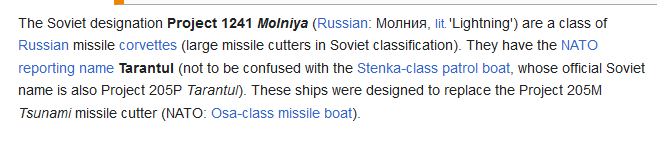 The Soviet designation Project 1241 Molniya (Russian: Молния, lit. 'Lightning') are a class of
Russian missile corvettes (large missile cutters in Soviet classification). They have the NATO
reporting name Tarantul (not to be confused with the Stenka-class patrol boat, whose official Soviet
name is also Project 205P Tarantul). These ships were designed to replace the Project 205M
Tsunami missile cutter (NATO: Osa-class missile boat).